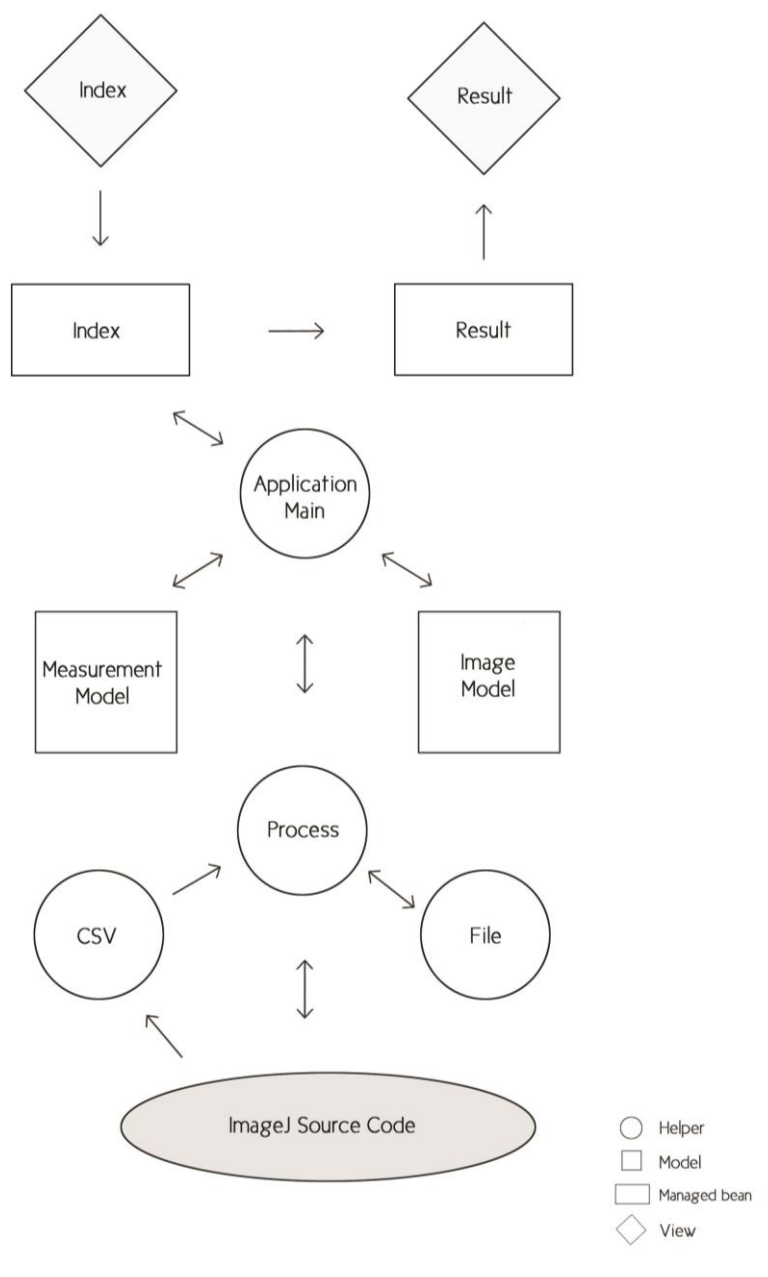 Index
Result
Index
Result
Application
Main
Measurement
Model
Image
Model
Process
CSV
File
ImageJ Source Code
Helper
Model
Managed bean
View